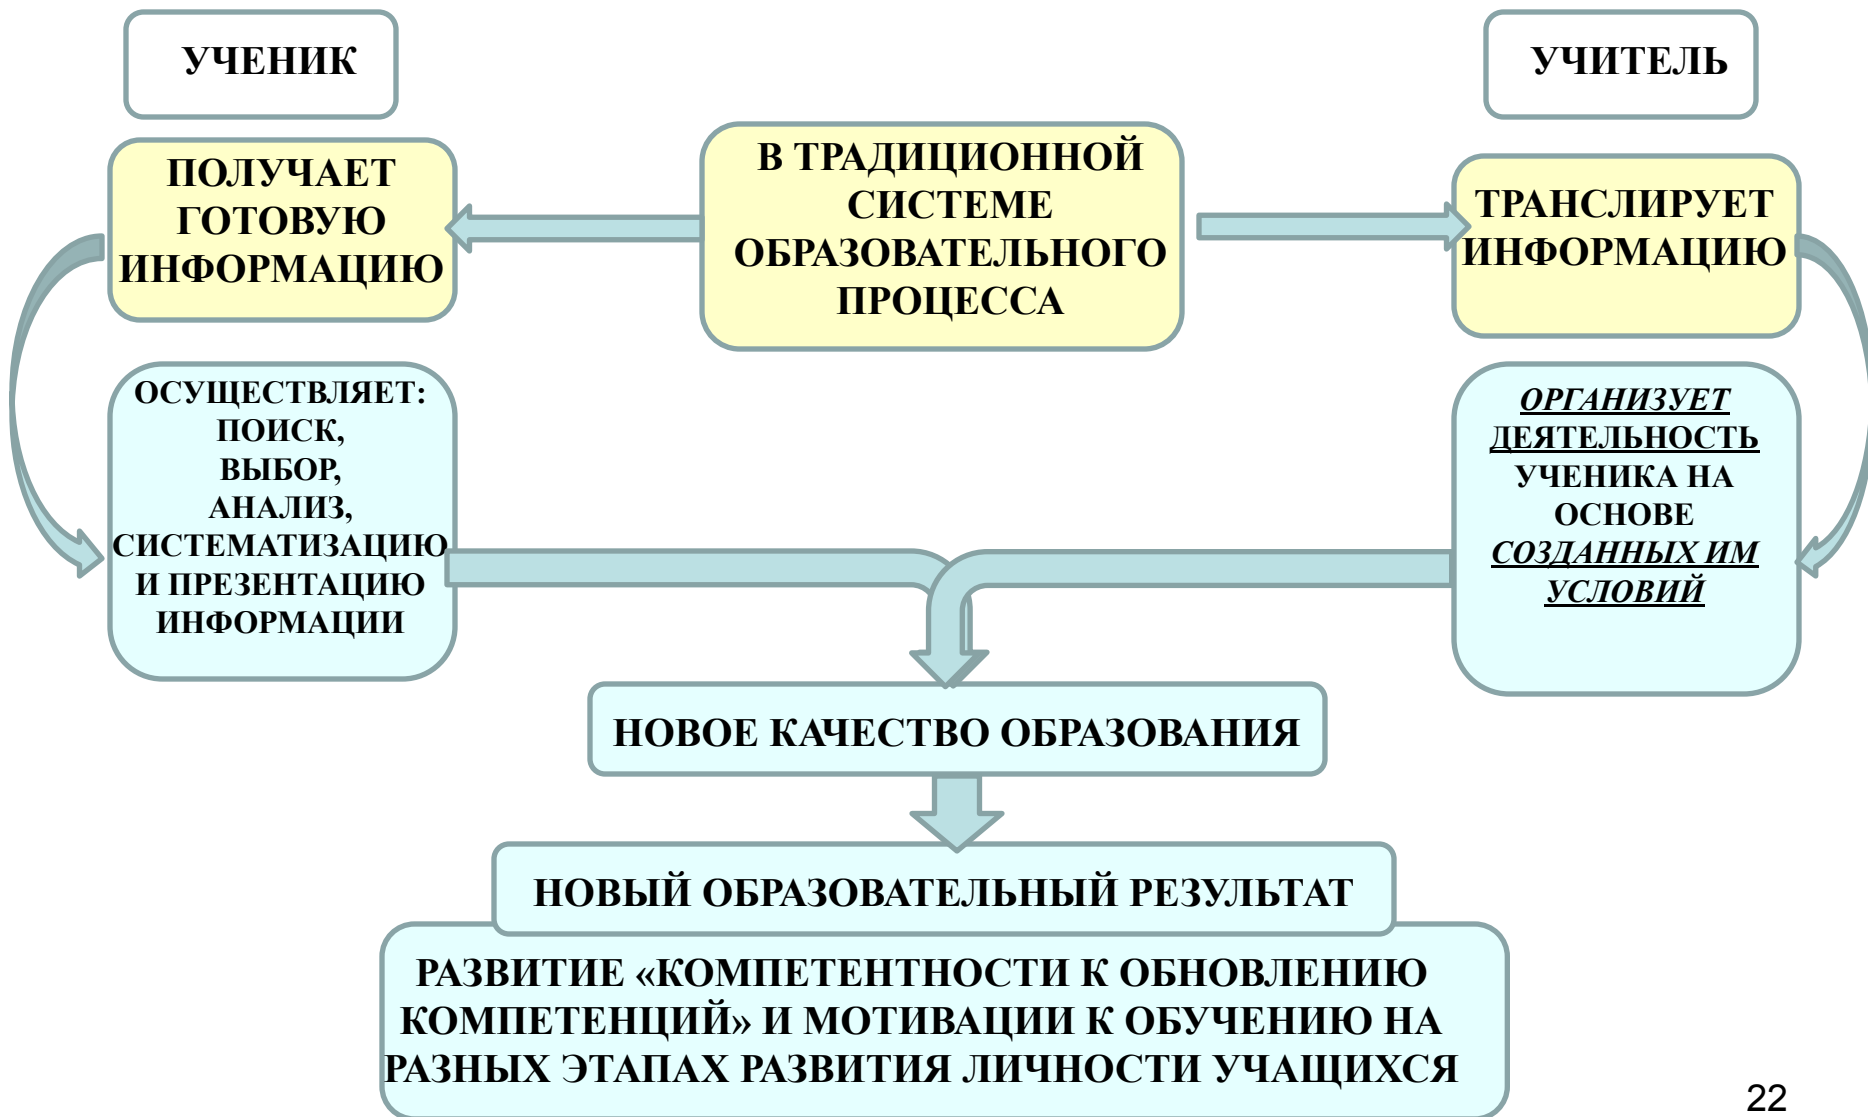 УЧЕНИК
УЧИТЕЛЬ
ПОЛУЧАЕТ
ГОТОВУЮ
ИНФОРМАЦИЮ
В ТРАДИЦИОННОЙ
СИСТЕМЕ
ОБРАЗОВАТЕЛЬНОГО
ПРОЦЕССА
ТРАНСЛИРУЕТ
ИНФОРМАЦИЮ
ОСУЩЕСТВЛЯЕТ:
ПОИСК,
ВЫБОР,
АНАЛИЗ,
СИСТЕМАТИЗАЦИЮ
И ПРЕЗЕНТАЦИЮ
ИНФОРМАЦИИ
ОРГАНИЗУЕТ
ДЕЯТЕЛЬНОСТЬ
УЧЕНИКА НА
ОСНОВЕ
СОЗДАННЫХ ИМ
УСЛОВИЙ
НОВОЕ КАЧЕСТВО ОБРАЗОВАНИЯ
НОВЫЙ ОБРАЗОВАТЕЛЬНЫЙ РЕЗУЛЬТАТ
РАЗВИТИЕ «КОМПЕТЕНТНОСТИ К ОБНОВЛЕНИЮ
КОМПЕТЕНЦИЙ» И МОТИВАЦИИ К ОБУЧЕНИЮ НА
РАЗНЫХ ЭТАПАХ РАЗВИТИЯ ЛИЧНОСТИ УЧАЩИХСЯ
22